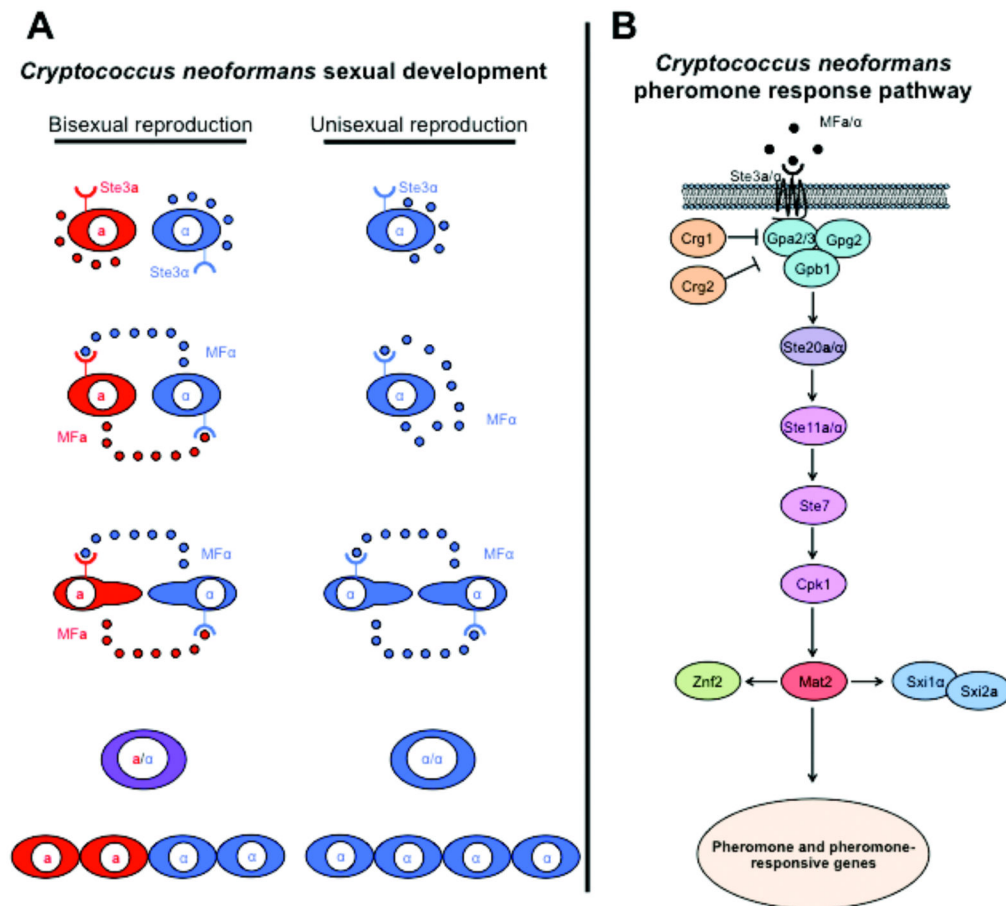 A
Cryptococcus neoformans sexual development
Bisexual reproduction
Unisexual reproduction
Ste3a
a
α
Ste3α
Ste3α
α
MFα
a
α
MFa
α
MFα
MFα
a
α
MFa
MFα
α
α
a/α
α/α
a
a
α
α
α
α
α
α
B
Cryptococcus neoformans
pheromone response pathway
MFa/α
Ste3a/α
Crg1
Gpa2/3
Gpg2
Gpb1
Crg2
Ste20a/α
Ste11a/α
Ste7
Cpk1
Znf2
Mat2
Sxi1α
Sxi2a
Pheromone and pheromone-
responsive genes